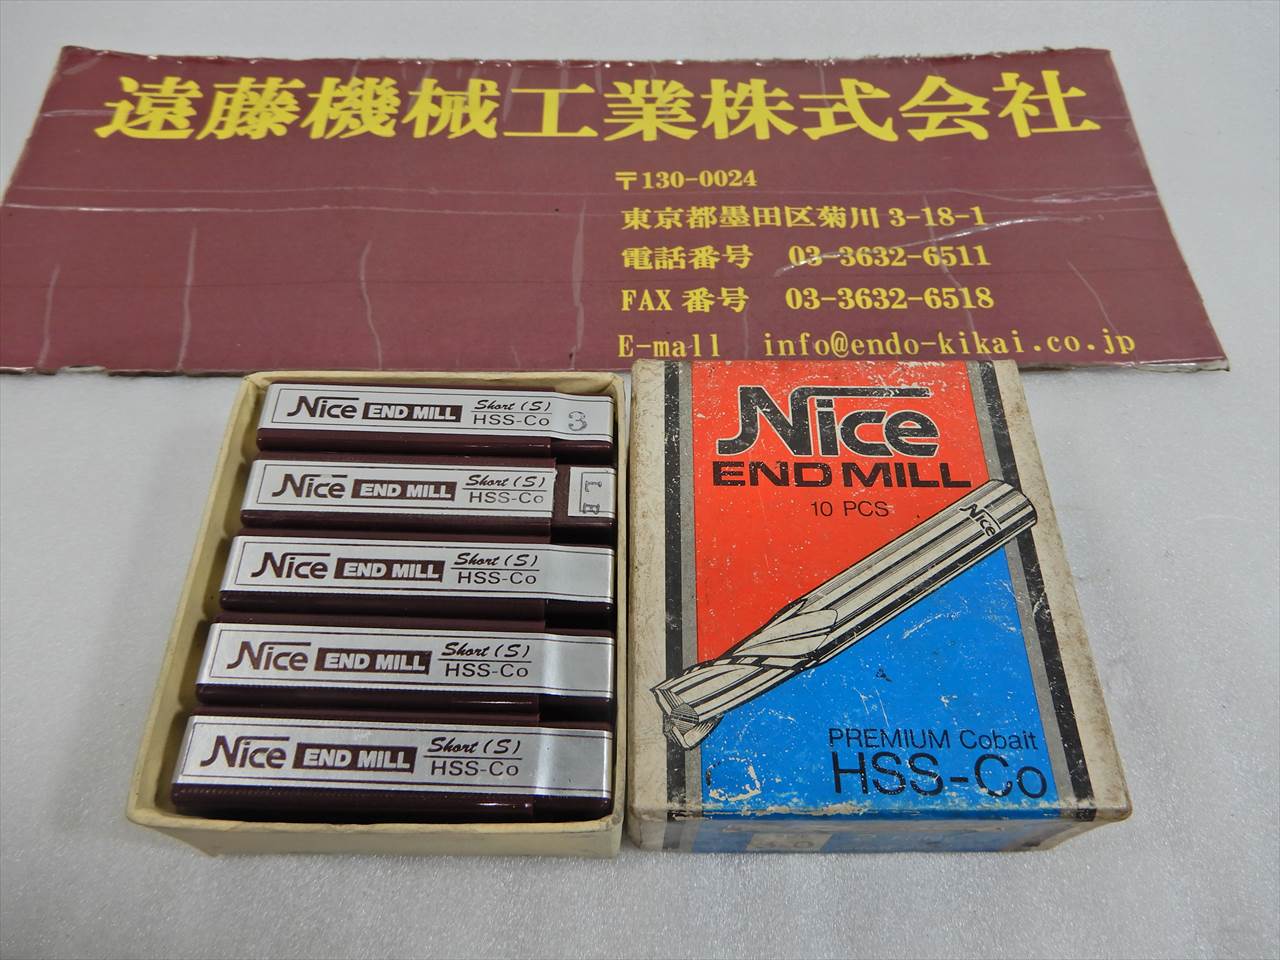 遠藤機械工業株式会社
〒130-0024
東京都墨田区菊川 3-18-1
電話番号 03-3632-6511
FAX 番号 03-3632-6518
E-mall info@endo-kikai.co.jp
Nice END MILL Short (S) HSS-Co 3
Nice END MILL Short (S) HSS-Co
Nice END MILL Short (S) HSS-Co
Nice END MILL Short (S) HSS-Co
Nice END MILL Short (S) HSS-Co
Nice
END MILL
10 PCS
Nice
PREMIUM Cobalt
HSS-Co